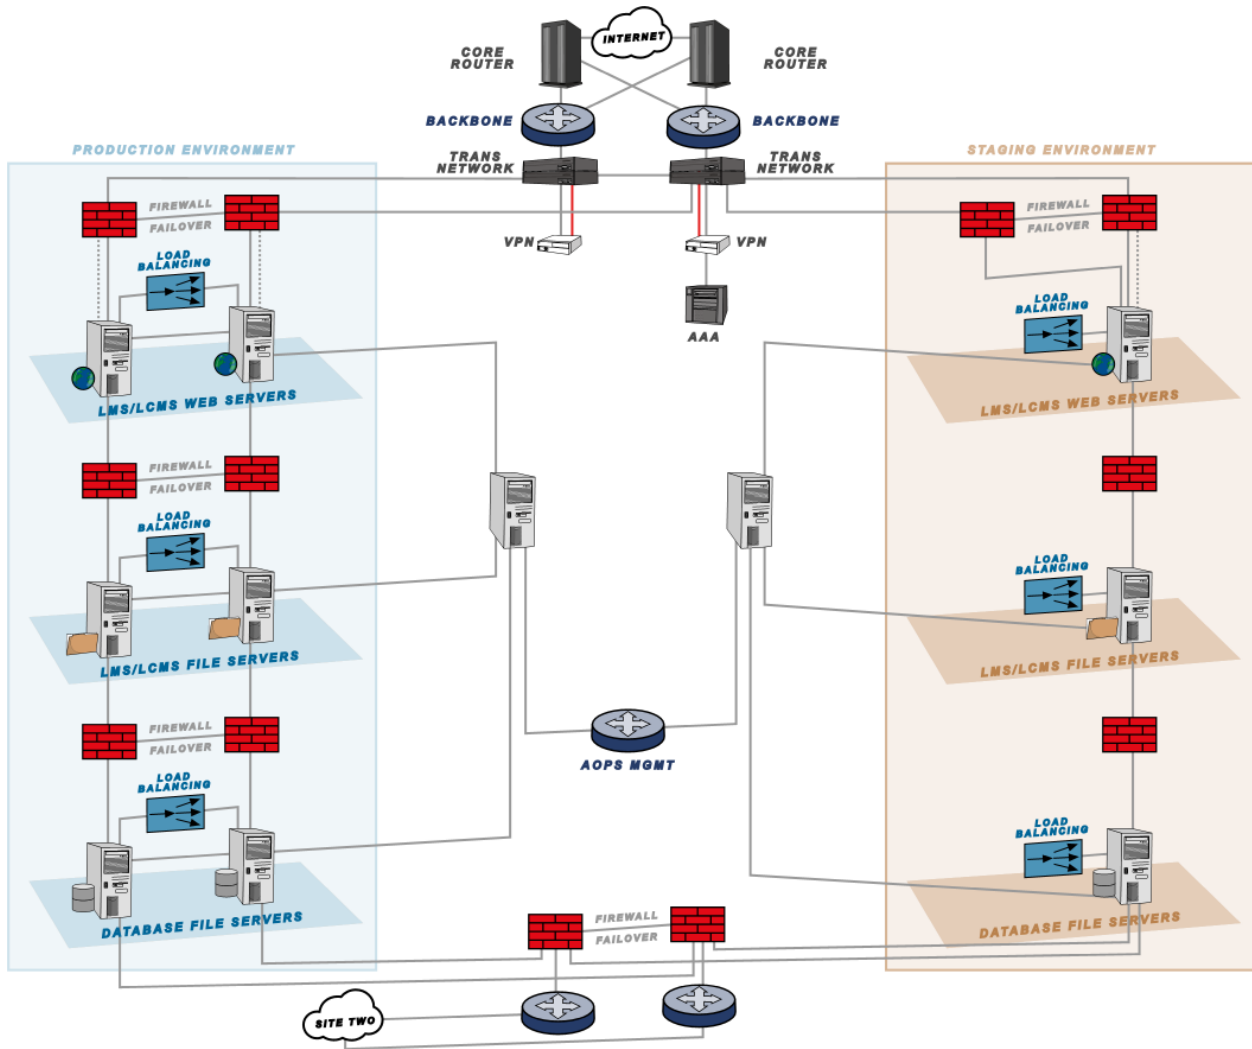 INTERNET
CORE
ROUTER
CORE
ROUTER
BACKBONE
BACKBONE
PRODUCTION ENVIRONMENT
TRANS
NETWORK
TRANS
NETWORK
STAGING ENVIRONMENT
FIREWALL
FAILOVER
FIREWALL
FAILOVER
VPN
VPN
LOAD
BALANCING
LOAD
BALANCING
AAA
LMS/LCMS WEB SERVERS
LMS/LCMS WEB SERVERS
FIREWALL
FAILOVER
LOAD
BALANCING
LOAD
BALANCING
LMS/LCMS FILE SERVERS
LMS/LCMS FILE SERVERS
FIREWALL
FAILOVER
AOPS MGMT
LOAD
BALANCING
LOAD
BALANCING
DATABASE FILE SERVERS
DATABASE FILE SERVERS
FIREWALL
FAILOVER
SITE TWO